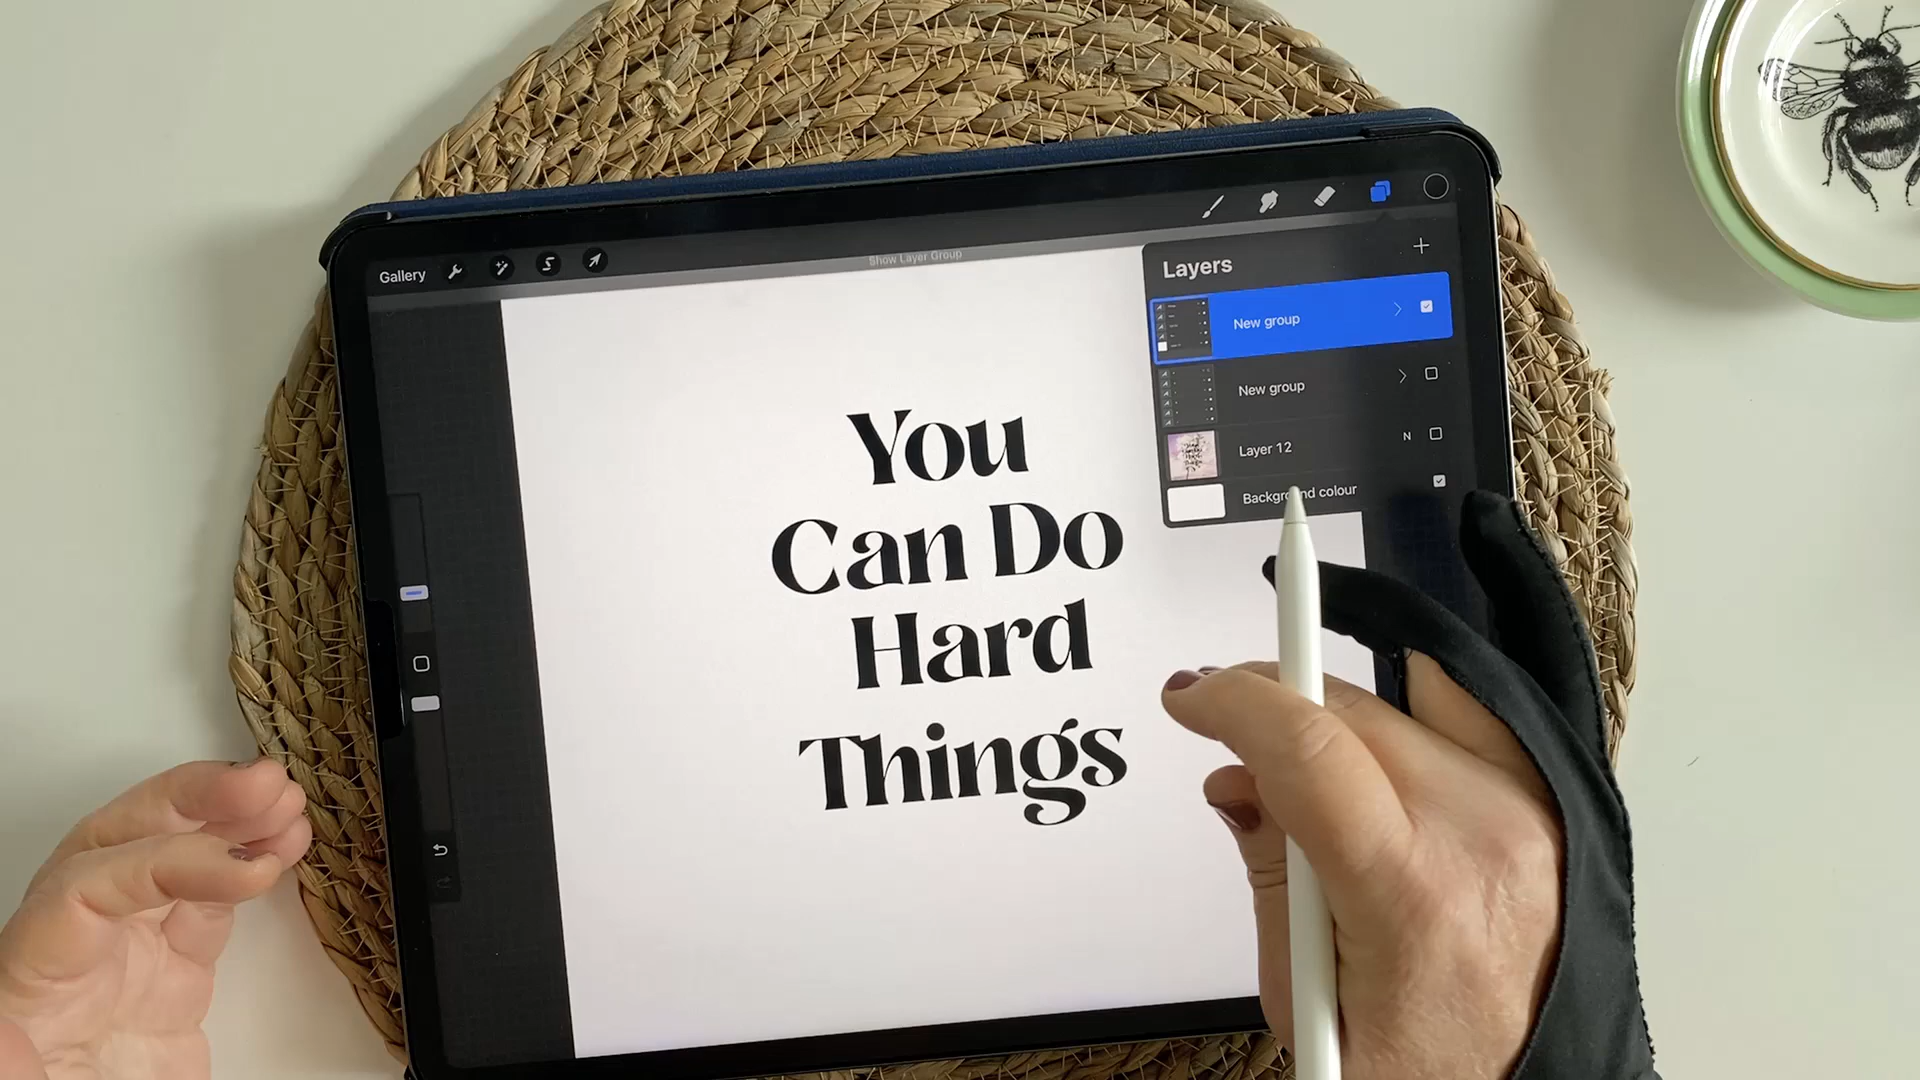 Gallery
Show Layer Group
Layers
New group
New group
Layer 12
N
Background colour
You
Can Do
Hard
Things